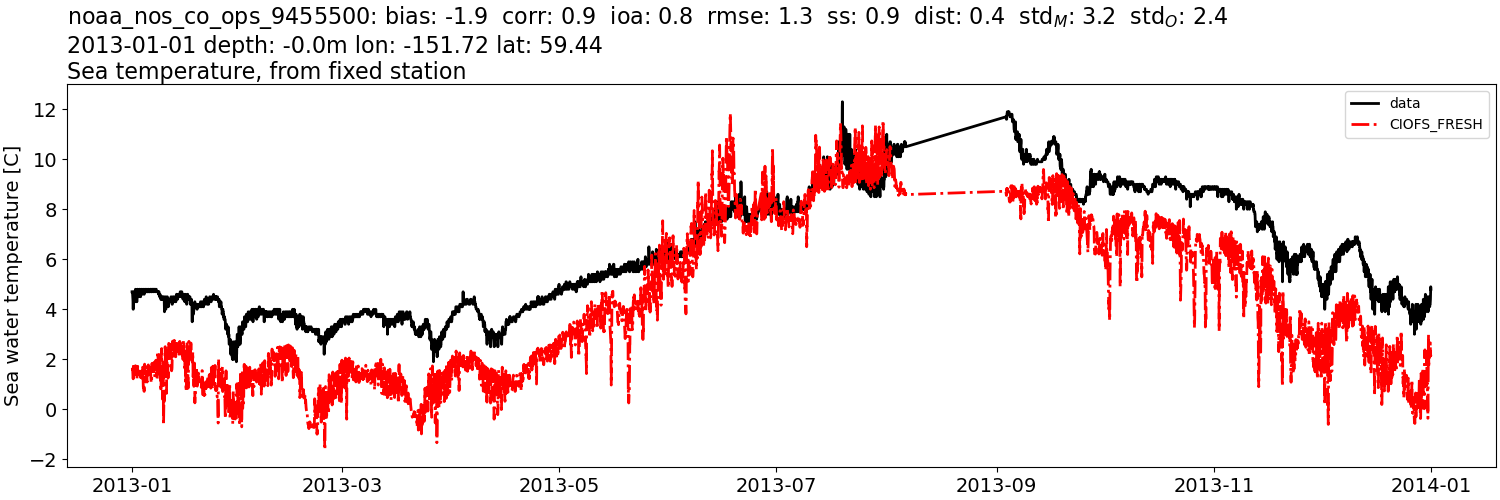 noaa_nos_co_ops_9455500: bias: -1.9 corr: 0.9 ioa: 0.8 rmse: 1.3 ss: 0.9 dist: 0.4 std_M: 3.2 std_O: 2.4
2013-01-01 depth: -0.0m lon: -151.72 lat: 59.44
Sea temperature, from fixed station
data
CIOFS_FRESH
Sea water temperature [C]
12
10
8
6
4
2
0
−2
2013-01 2013-03 2013-05 2013-07 2013-09 2013-11 2014-01